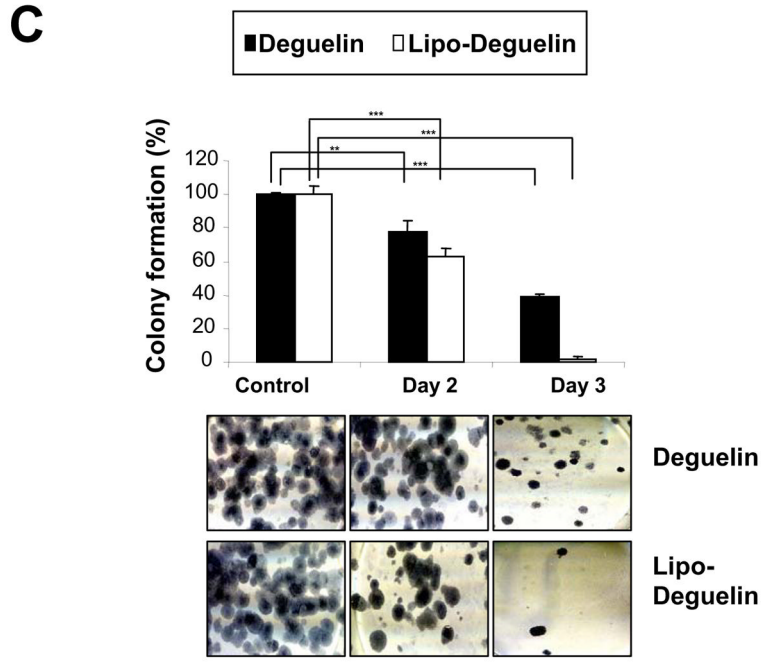 C
Deguelin Lipo-Deguelin
Colony formation (%)
***
***
**
***
120
100
80
60
40
20
0
Control Day 2 Day 3
Deguelin
Lipo-
Deguelin